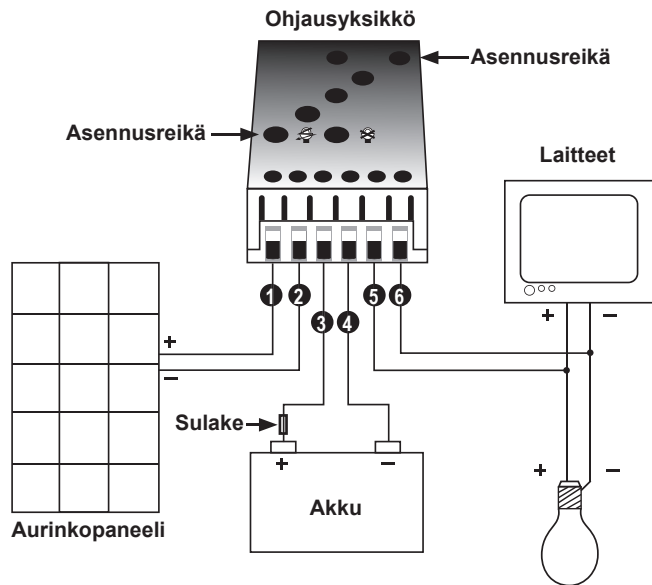 Ohjausyksikkö
Asennusreikä
Asennusreikä
Laitteet
1 2 3 4 5 6
+ −
+
−
Sulake
+ −
+ −
Akku
Aurinkopaneeli